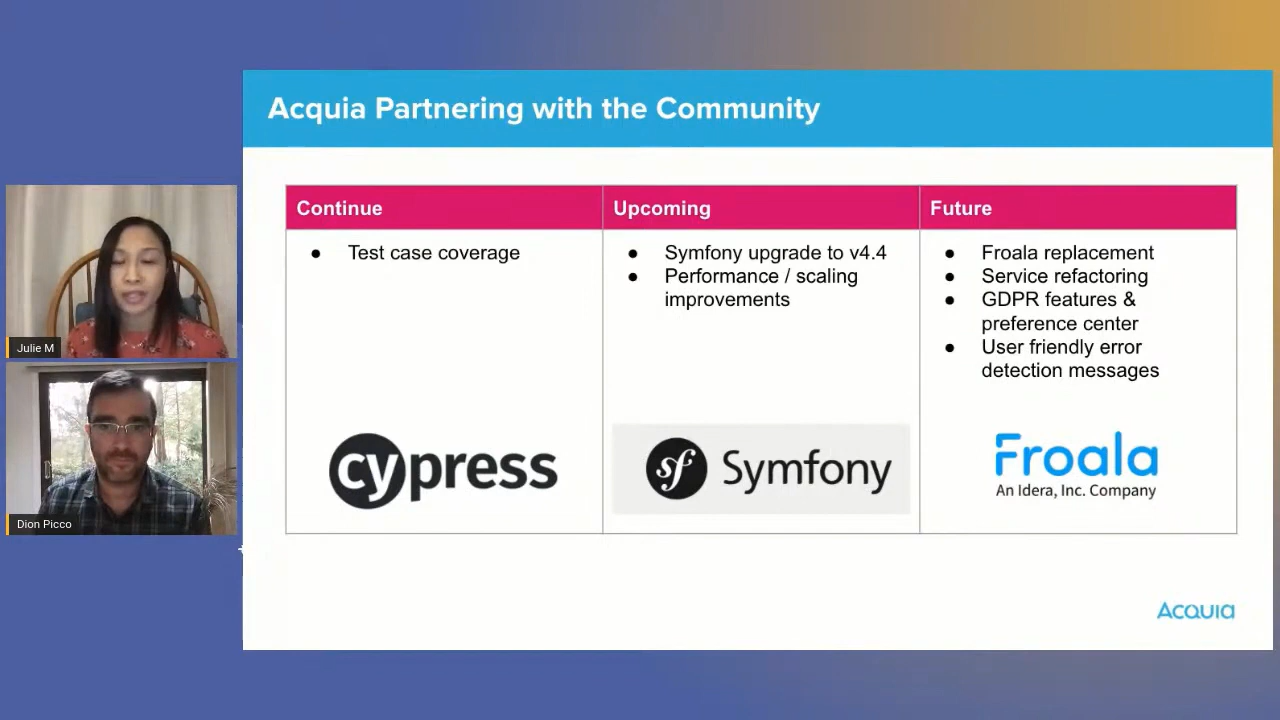 Acquia Partnering with the Community
Continue
Upcoming
Future
Test case coverage
Symfony upgrade to v4.4
Performance / scaling
improvements
Froala replacement
Service refactoring
GDPR features &
preference center
User friendly error
detection messages
cypress
sf Symfony
Froala
An Idera, Inc. Company
Julie M
Dion Picco
Acquia